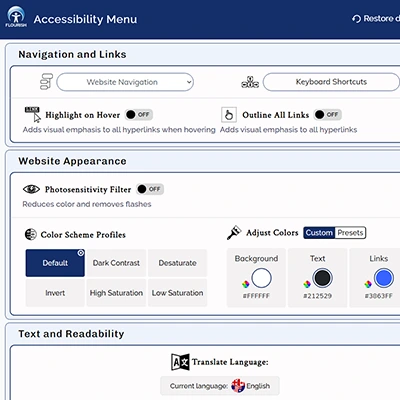 FLOURISH
Accessibility Menu
Restore d
Navigation and Links
Website Navigation
Keyboard Shortcuts
LINK
Highlight on Hover OFF
Outline All Links OFF
Adds visual emphasis to all hyperlinks when hovering
Adds visual emphasis to all hyperlinks
Website Appearance
Photosensitivity Filter OFF
Reduces color and removes flashes
Color Scheme Profiles
Adjust Colors Custom Presets
Default
Dark Contrast
Desaturate
Invert
High Saturation
Low Saturation
Background
Text
Links
#FFFFFF
#212529
#3863FF
Text and Readability
Translate Language:
Current language: English